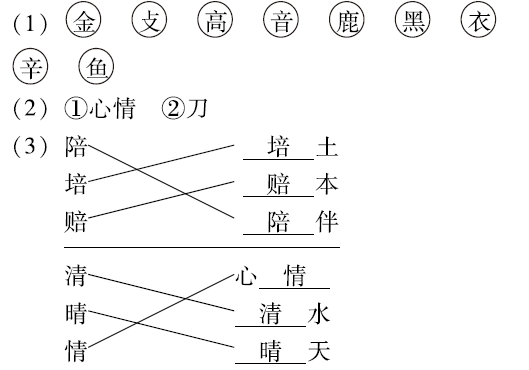 (1) 金 攴 高 音 鹿 黑 衣
辛 鱼
(2) ①心情 ②刀
(3) 陪 培 土
培 赔 本
赔 陪 伴
清 心 情
晴 清 水
情 晴 天